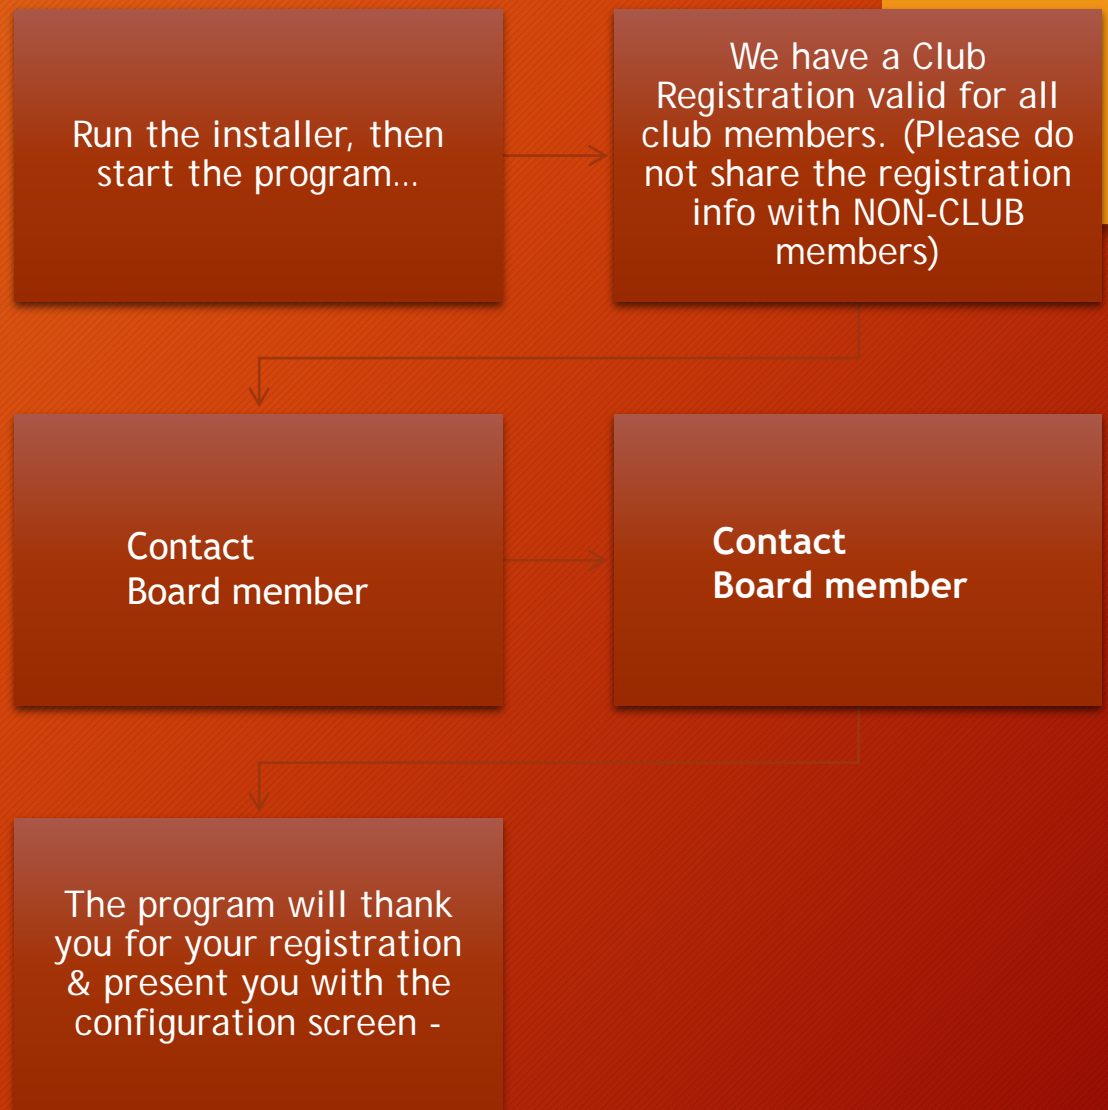 Run the installer, then
start the program...
We have a Club
Registration valid for all
club members. (Please do
not share the registration
info with NON-CLUB
members)
Contact
Board member
Contact
Board member
The program will thank
you for your registration
& present you with the
configuration screen -